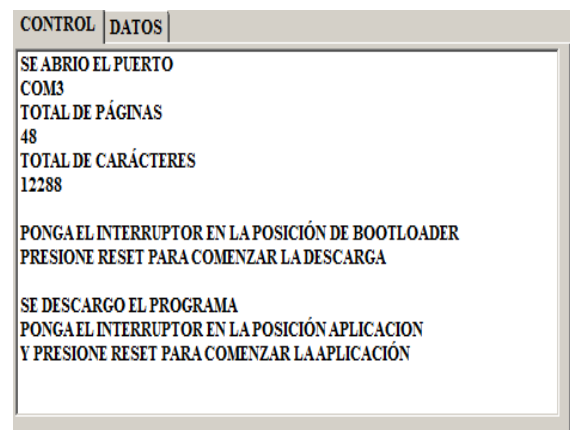 CONTROL DATOS
SE ABRIO EL PUERTO
COM3
TOTAL DE PÁGINAS
48
TOTAL DE CARÁCTERES
12288
PONGA EL INTERRUPTOR EN LA POSICIÓN DE BOOTLOADER
PRESIONE RESET PARA COMENZAR LA DESCARGA
SE DESCARGO EL PROGRAMA
PONGA EL INTERRUPTOR EN LA POSICIÓN APLICACION
Y PRESIONE RESET PARA COMENZAR LA APLICACIÓN